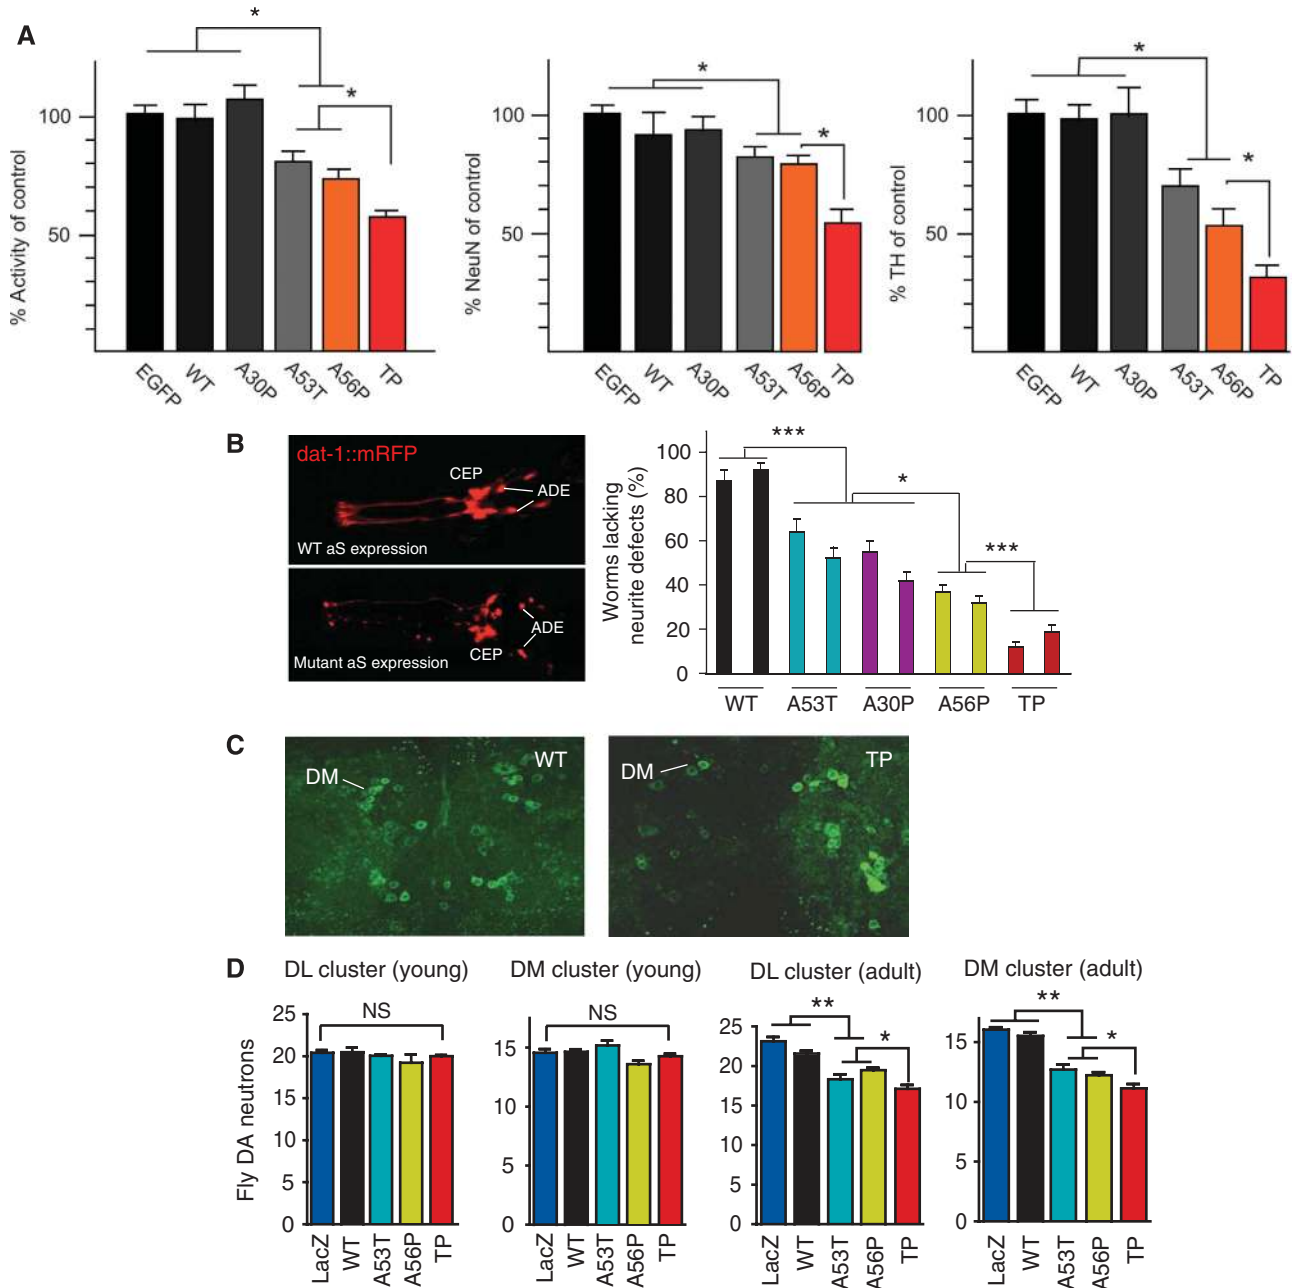 A
*
*
100
50
% Activity of control
EGFP
WT
A30P
A53T
A56P
TP
*
*
100
50
% NeuN of control
EGFP
WT
A30P
A53T
A56P
TP
*
*
100
50
% TH of control
EGFP
WT
A30P
A53T
A56P
TP
B
dat-1::mRFP
CEP
ADE
WT aS expression
ADE
CEP
Mutant aS expression
Worms lacking
neurite defects (%)
100
80
60
40
20
0
***
*
***
WT
A53T
A30P
A56P
TP
C
DM
WT
DM
TP
D
DL cluster (young)
NS
Fly DA neutrons
25
20
15
10
5
0
LacZ
WT
A53T
A56P
TP
DM cluster (young)
NS
15
10
5
0
LacZ
WT
A53T
A56P
TP
DL cluster (adult)
**
*
25
20
15
10
5
0
LacZ
WT
A53T
A56P
TP
DM cluster (adult)
**
*
15
10
5
0
LacZ
WT
A53T
A56P
TP